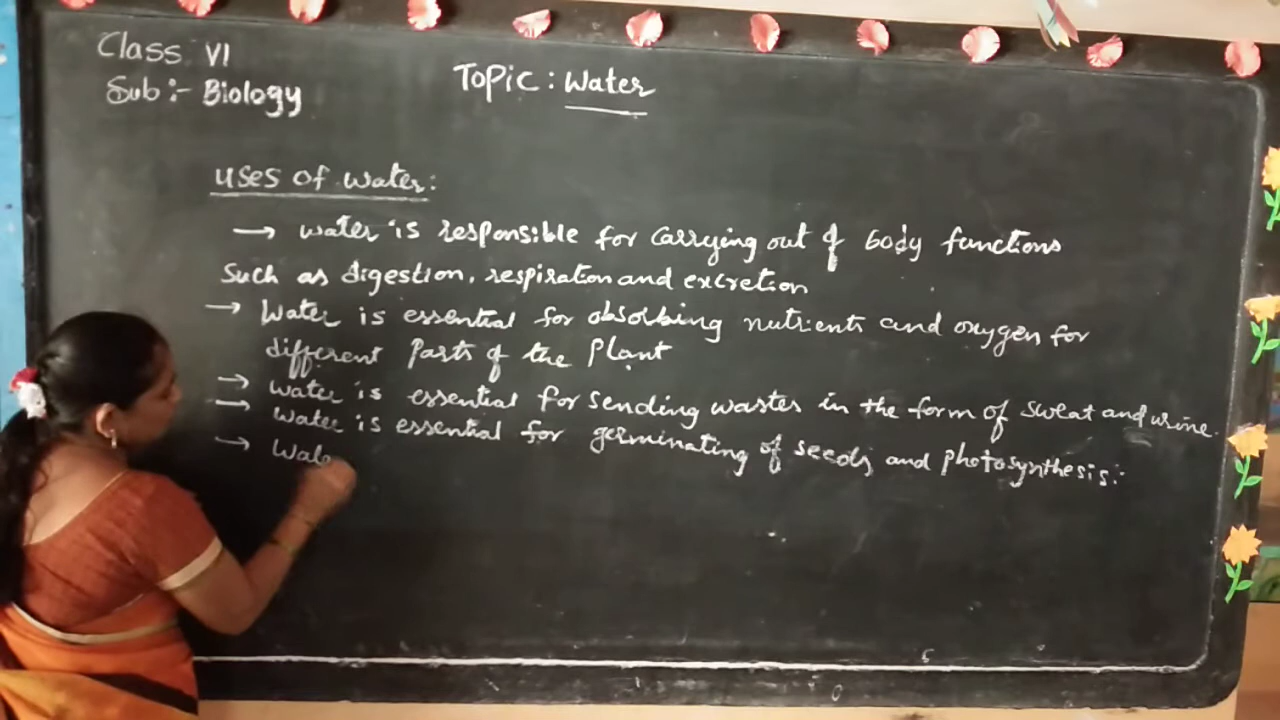 Class VI
Sub:- Biology
Topic: Water
uses of water:
→ water is responsible for carrying out of body functions
Such as digestion, respiration and excretion
→ Water is essential for absorbing nutrients and oxygen for
different Parts of the Plant
→ water is essential for sending wastes in the form of sweat and urine.
→ water is essential for germinating of seeds and photosynthesis:-
→ Wate